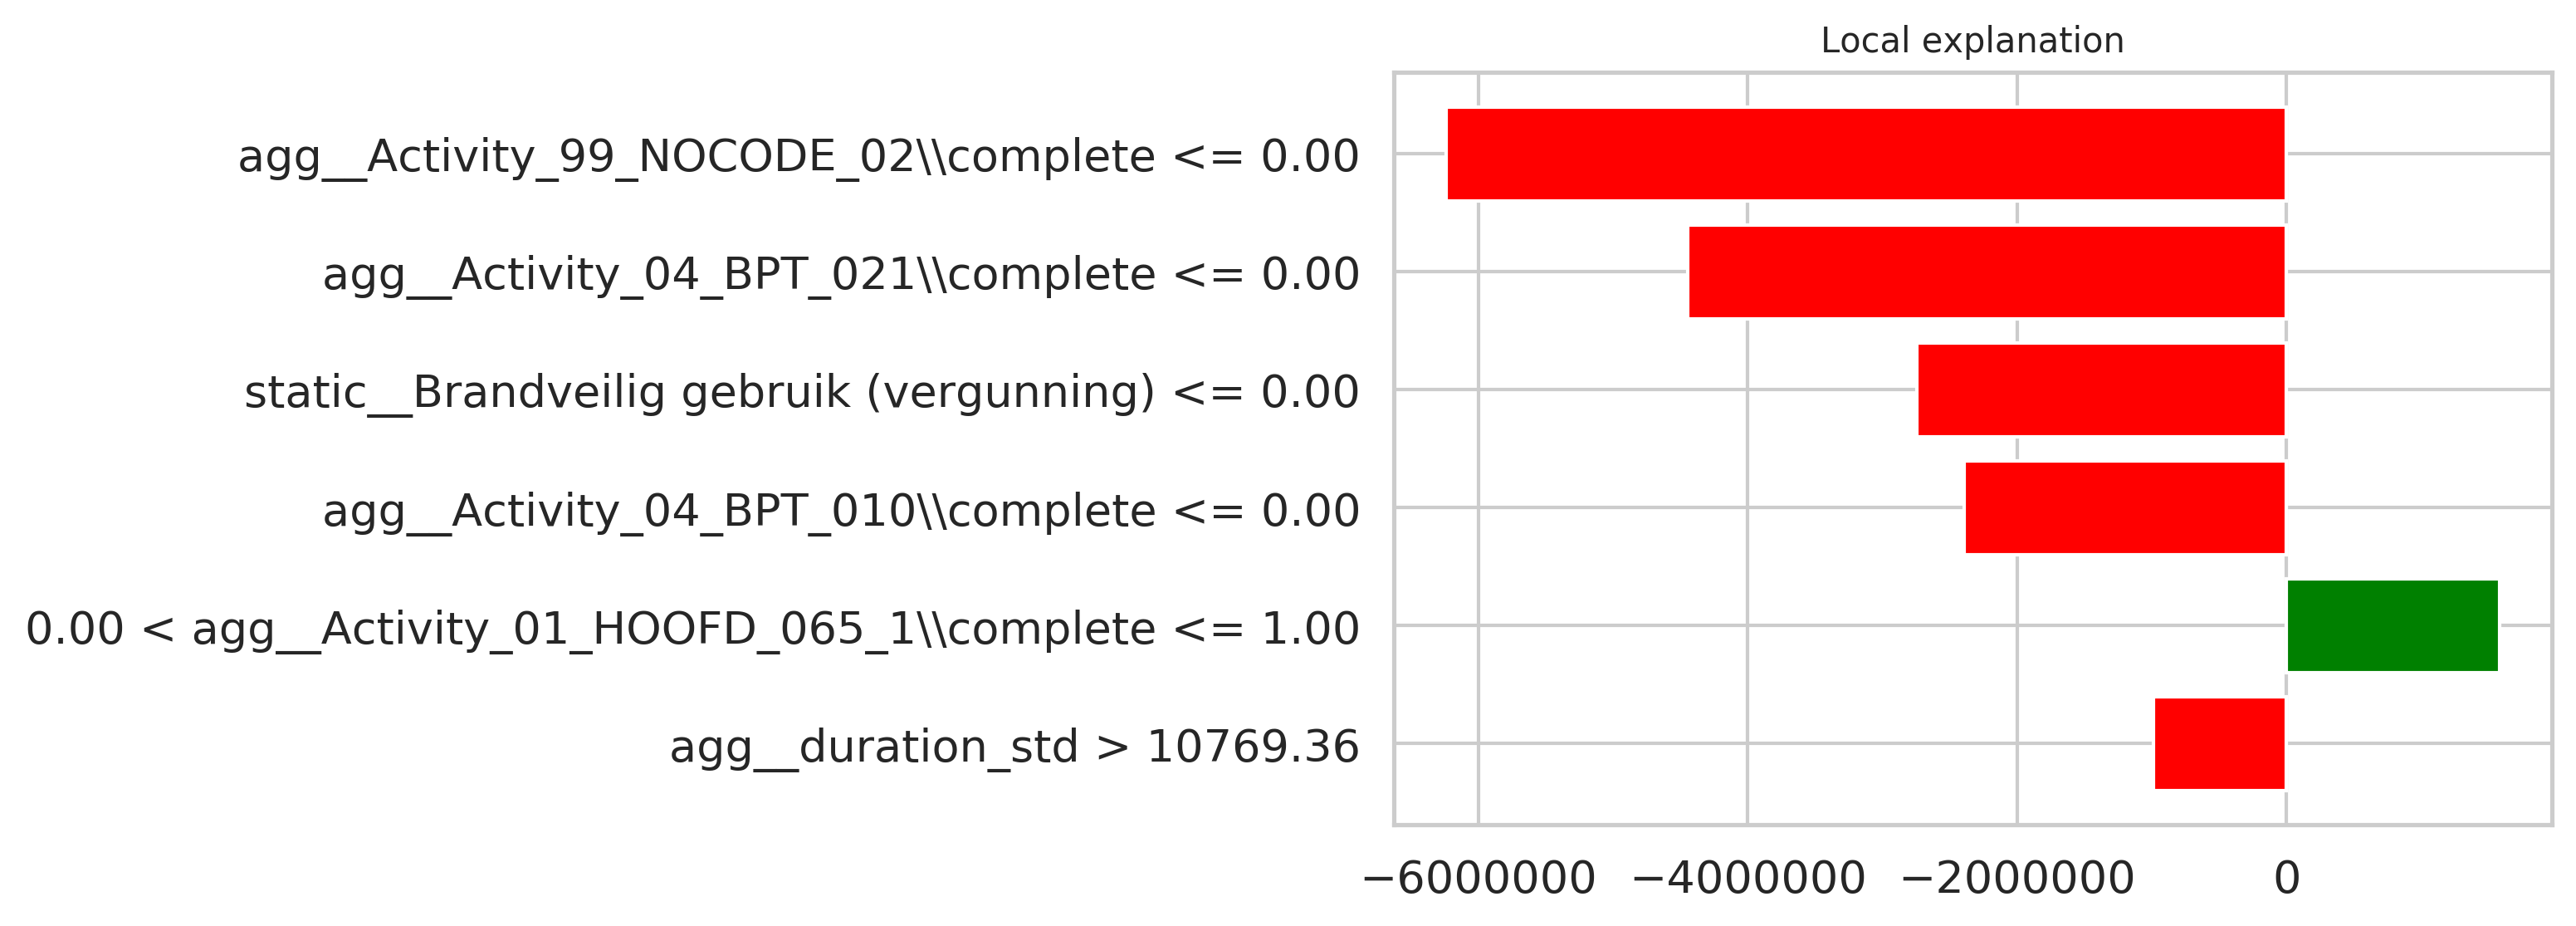 Local explanation
agg__Activity_99_NOCODE_02\\complete <= 0.00
agg__Activity_04_BPT_021\\complete <= 0.00
static__Brandveilig gebruik (vergunning) <= 0.00
agg__Activity_04_BPT_010\\complete <= 0.00
0.00 < agg__Activity_01_HOOFD_065_1\\complete <= 1.00
agg__duration_std > 10769.36
−6000000 −4000000 −2000000 0